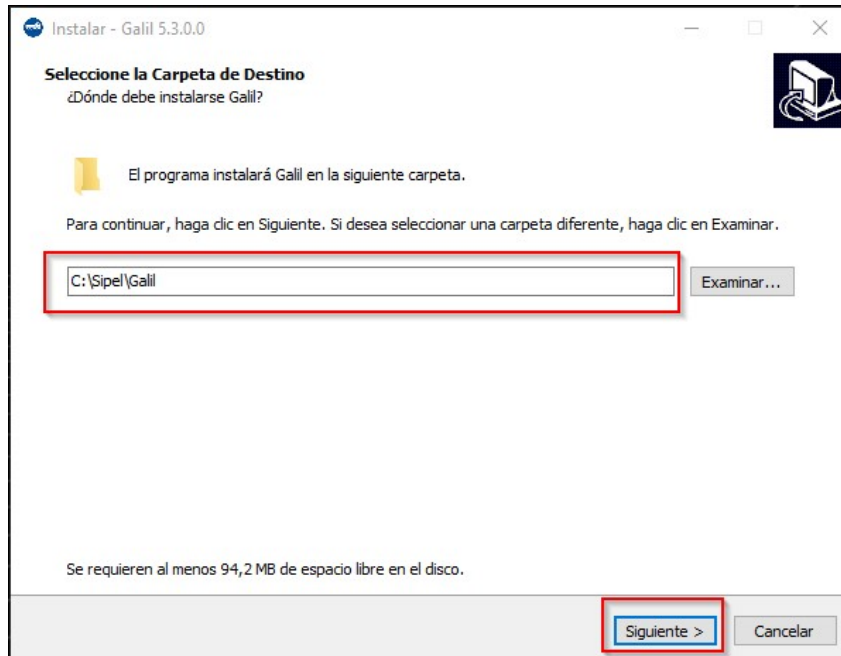 Instalar - Galil 5.3.0.0
Seleccione la Carpeta de Destino
¿Dónde debe instalarse Galil?
El programa instalará Galil en la siguiente carpeta.
Para continuar, haga clic en Siguiente. Si desea seleccionar una carpeta diferente, haga clic en Examinar.
C:\Sipel\Galil
Examinar...
Se requieren al menos 94,2 MB de espacio libre en el disco.
Siguiente >
Cancelar